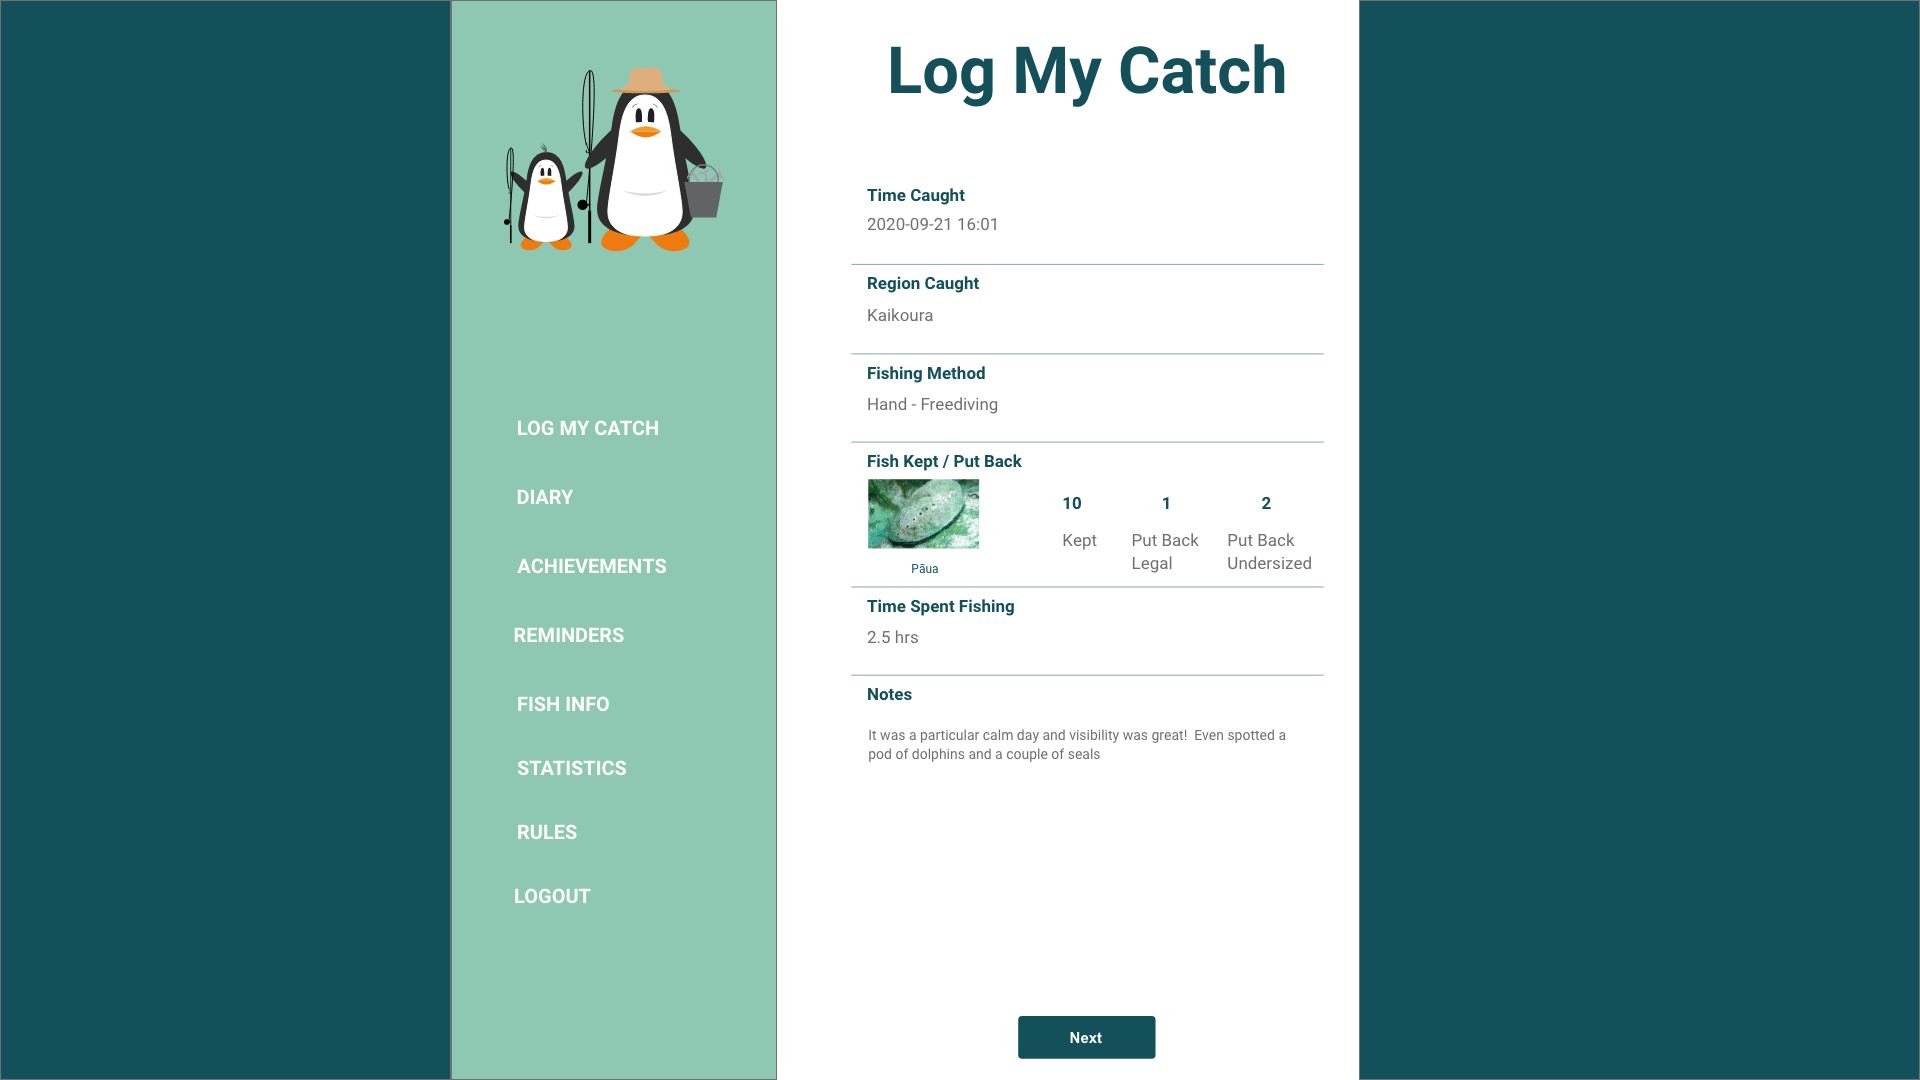 LOG MY CATCH
DIARY
ACHIEVEMENTS
REMINDERS
FISH INFO
STATISTICS
RULES
LOGOUT
Log My Catch
Time Caught
2020-09-21 16:01
Region Caught
Kaikoura
Fishing Method
Hand - Freediving
Fish Kept / Put Back
10 1 2
Kept Put Back Put Back
Legal Undersized
Pāua
Time Spent Fishing
2.5 hrs
Notes
It was a particular calm day and visibility was great!  Even spotted a
pod of dolphins and a couple of seals
Next